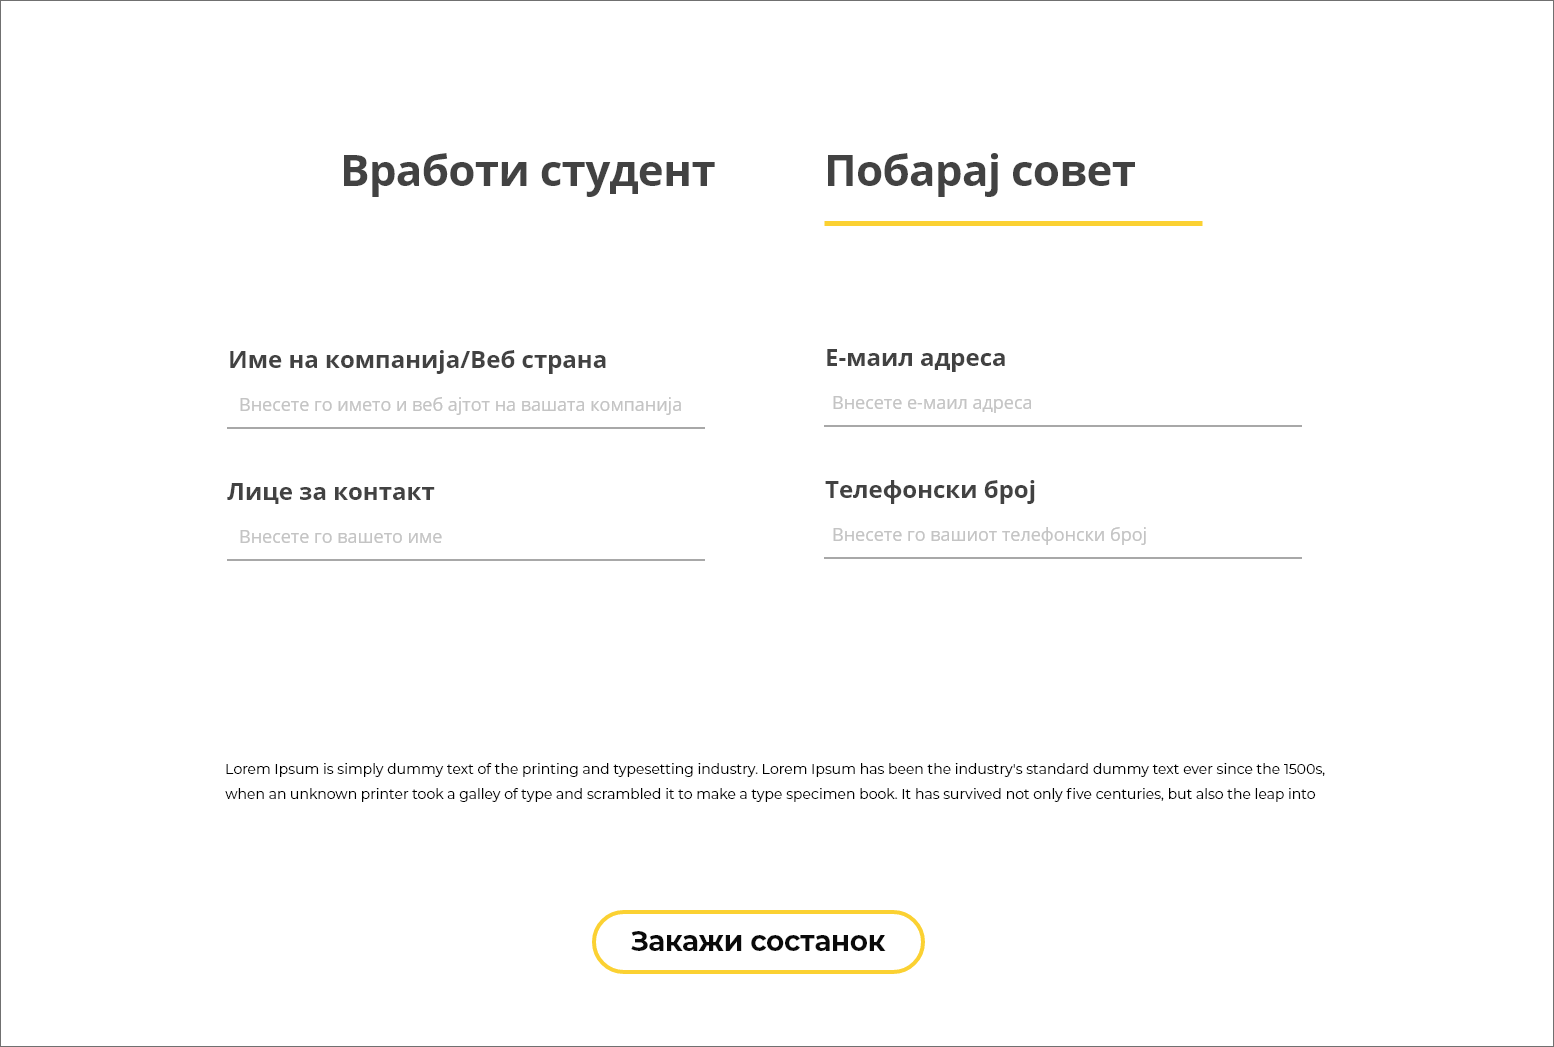 Вработи студент
Побарај совет
Име на компанија/Веб страна
Внесете го името и веб ајтот на вашата компанија
Е-маил адреса
Внесете е-маил адреса
Лице за контакт
Внесете го вашето име
Телефонски број
Внесете го вашиот телефонски број
Lorem Ipsum is simply dummy text of the printing and typesetting industry. Lorem Ipsum has been the industry's standard dummy text ever since the 1500s,
when an unknown printer took a galley of type and scrambled it to make a type specimen book. It has survived not only five centuries, but also the leap into
Закажи состанок